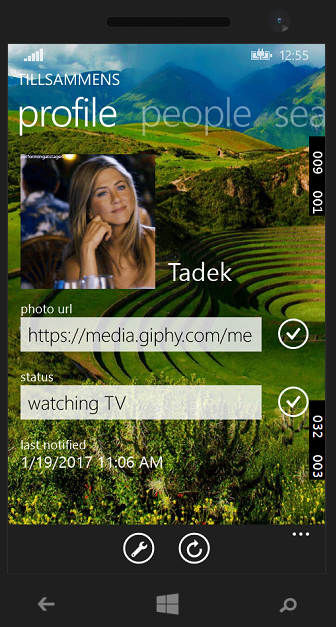 12:55
TILLSAMMENS
profile people sea
009 001
Tadek
photo url
https://media.giphy.com/me
status
watching TV
032 003
last notified
1/19/2017 11:06 AM